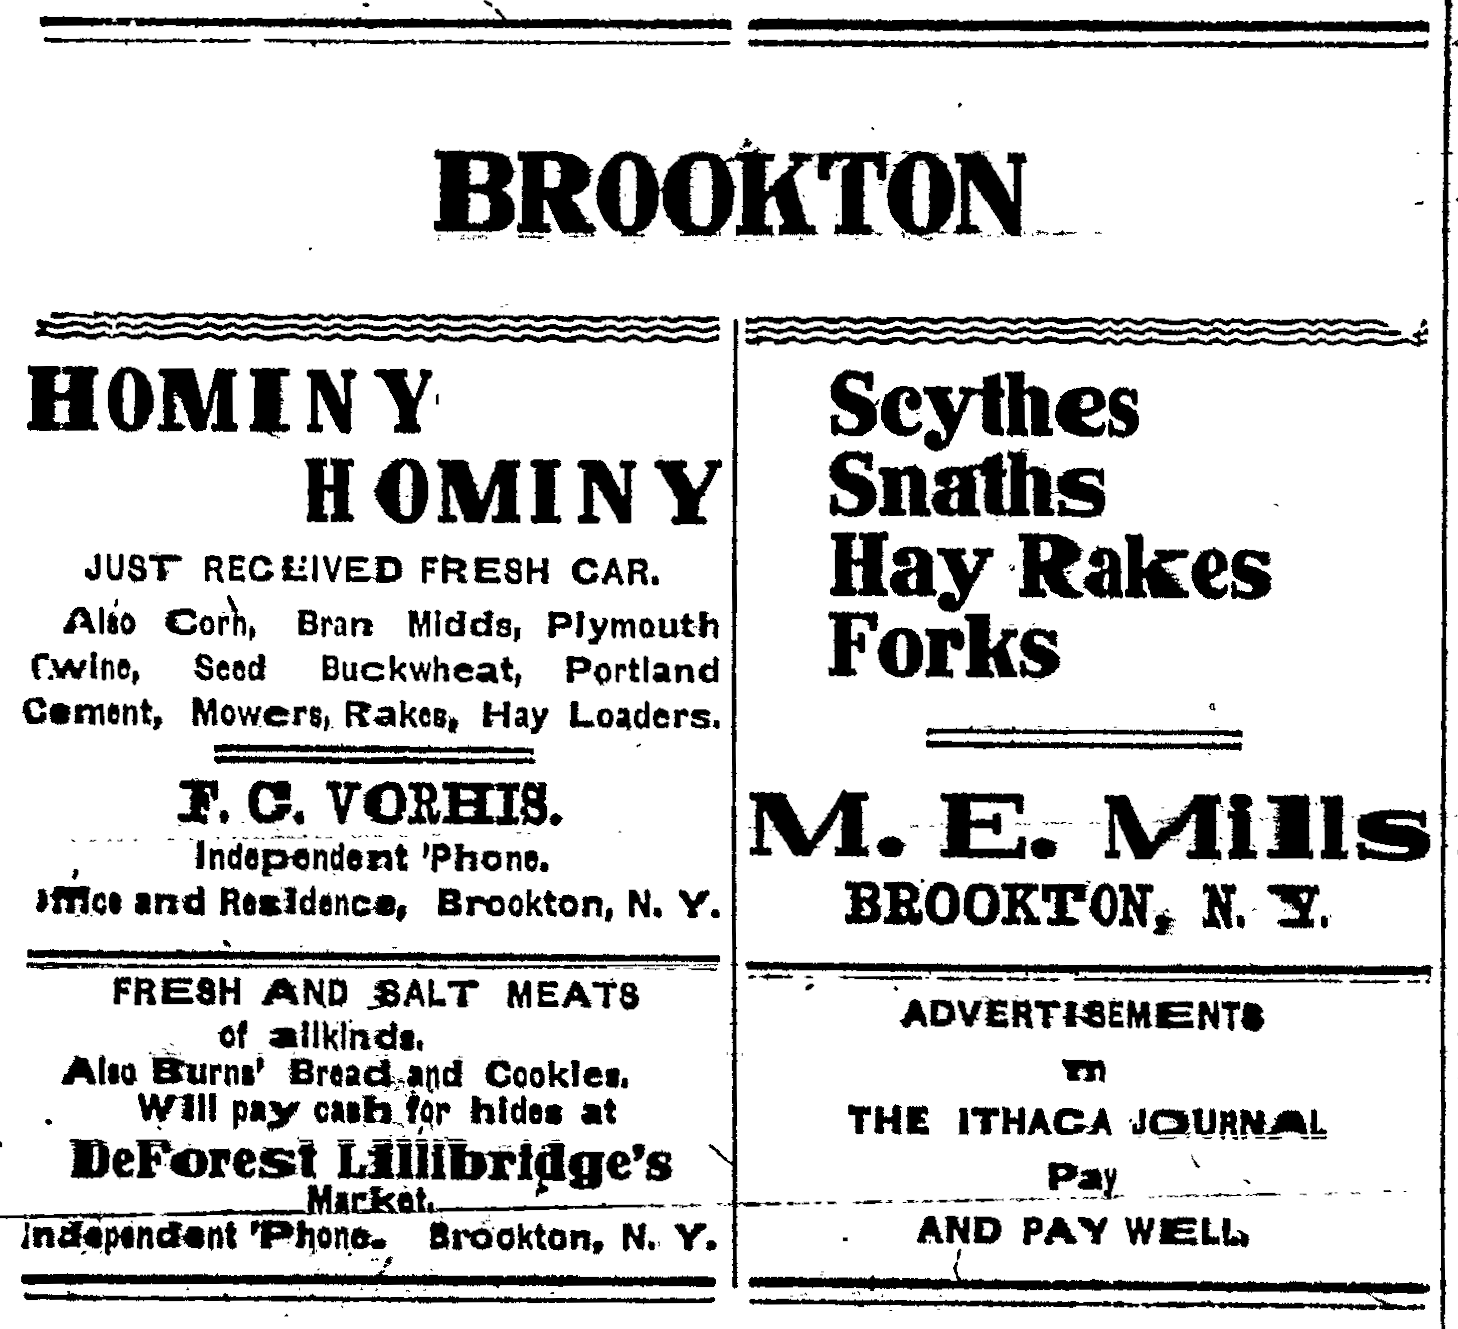 BROOKTON
HOMINY
HOMINY
JUST RECEIVED FRESH CAR.
Also Corn, Bran Midds, Plymouth
Twine, Seed Buckwheat, Portland
Cement, Mowers, Rakes, Hay Loaders.
F. C. VORHIS.
Independent 'Phone.
Office and Residence, Brookton, N. Y.
FRESH AND SALT MEATS
of all kinds.
Also Burns' Bread and Cookies.
Will pay cash for hides at
DeForest Lillibridge's
Market.
Independent 'Phone. Brookton, N. Y.
Scythes
Snaths
Hay Rakes
Forks
M. E. Mills
BROOKTON, N. Y.
ADVERTISEMENTS
in
THE ITHACA JOURNAL
Pay
AND PAY WELL